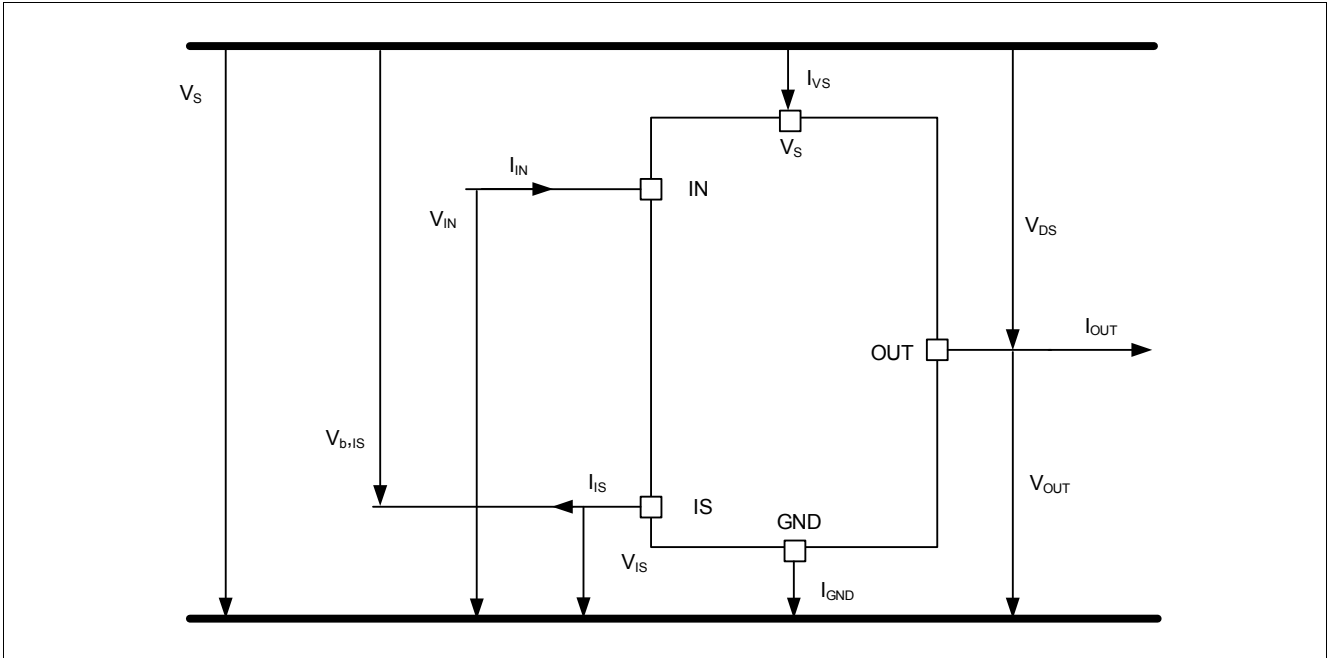 V_S
I_VS
V_S
I_IN
IN
V_IN
V_DS
I_OUT
OUT
V_b,IS
I_IS
IS
V_OUT
GND
V_IS
I_GND